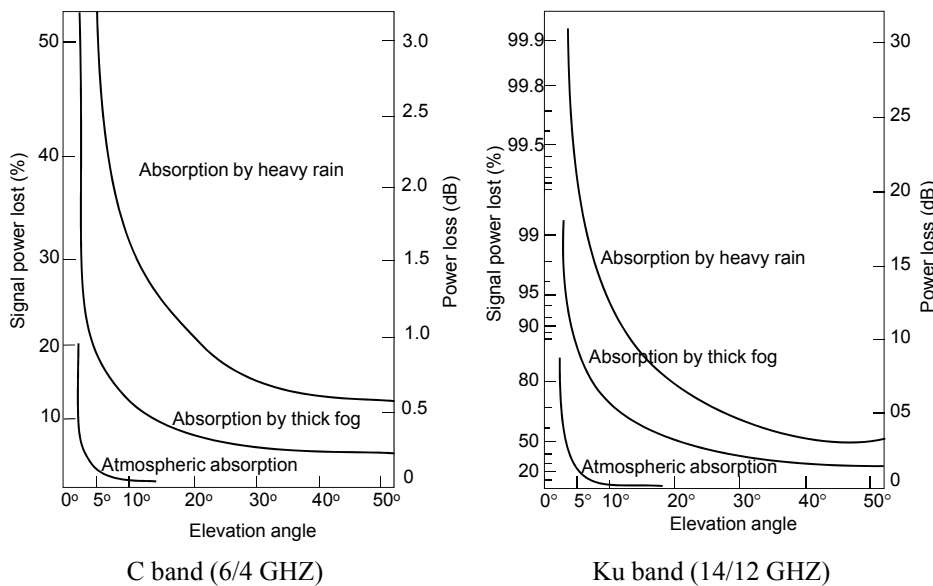 50
40
30
20
10
Signal power lost (%)
3.0
2.5
2.0
1.5
1.0
0.5
0
Power loss (dB)
Absorption by heavy rain
Absorption by thick fog
Atmospheric absorption
0° 5° 10° 20° 30° 40° 50°
Elevation angle
C band (6/4 GHZ)
99.9
99.8
99.5
99
95
90
80
50
20
Signal power lost (%)
30
25
20
15
10
05
0
Power loss (dB)
Absorption by heavy rain
Absorption by thick fog
Atmospheric absorption
0° 5° 10° 20° 30° 40° 50°
Elevation angle
Ku band (14/12 GHZ)